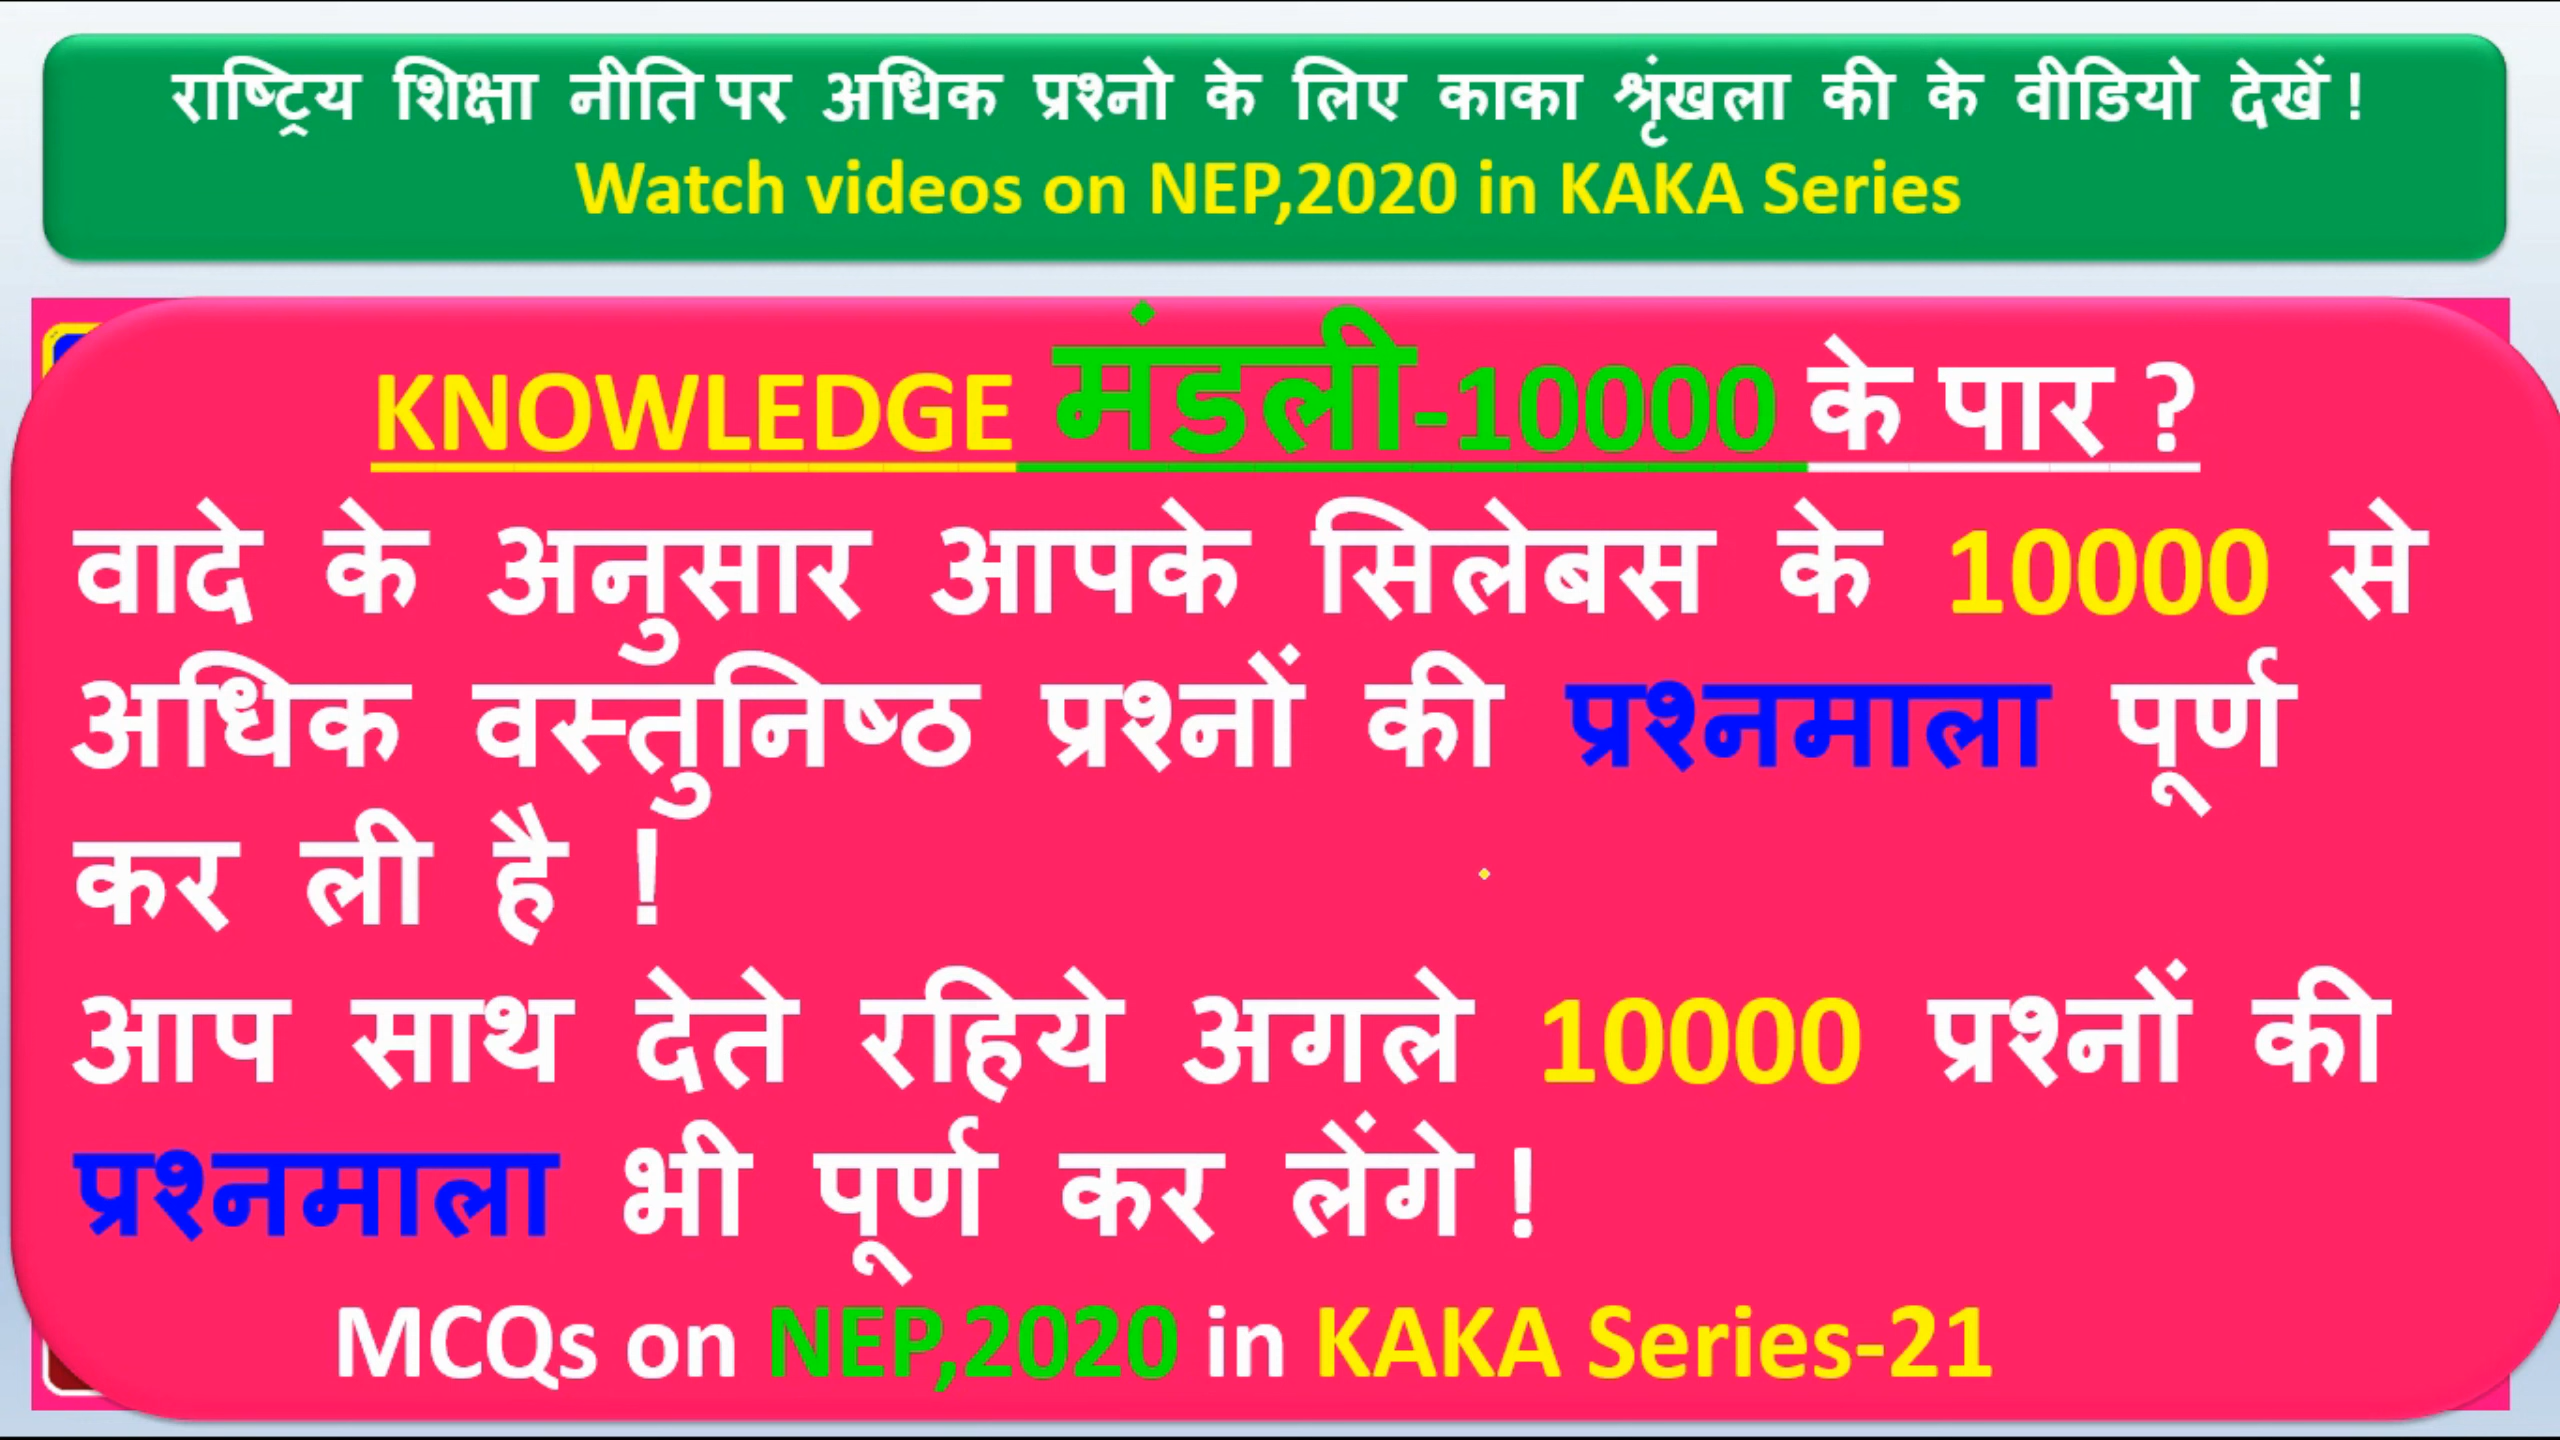 राष्ट्रिय शिक्षा नीति पर अधिक प्रश्नो के लिए काका श्रृंखला की के वीडियो देखें !
Watch videos on NEP,2020 in KAKA Series
KNOWLEDGE मंडली-10000 के पार ?
वादे के अनुसार आपके सिलेबस के 10000 से
अधिक वस्तुनिष्ठ प्रश्नों की प्रश्नमाला पूर्ण
कर ली है !
आप साथ देते रहिये अगले 10000 प्रश्नों की
प्रश्नमाला भी पूर्ण कर लेंगे !
MCQs on NEP,2020 in KAKA Series-21